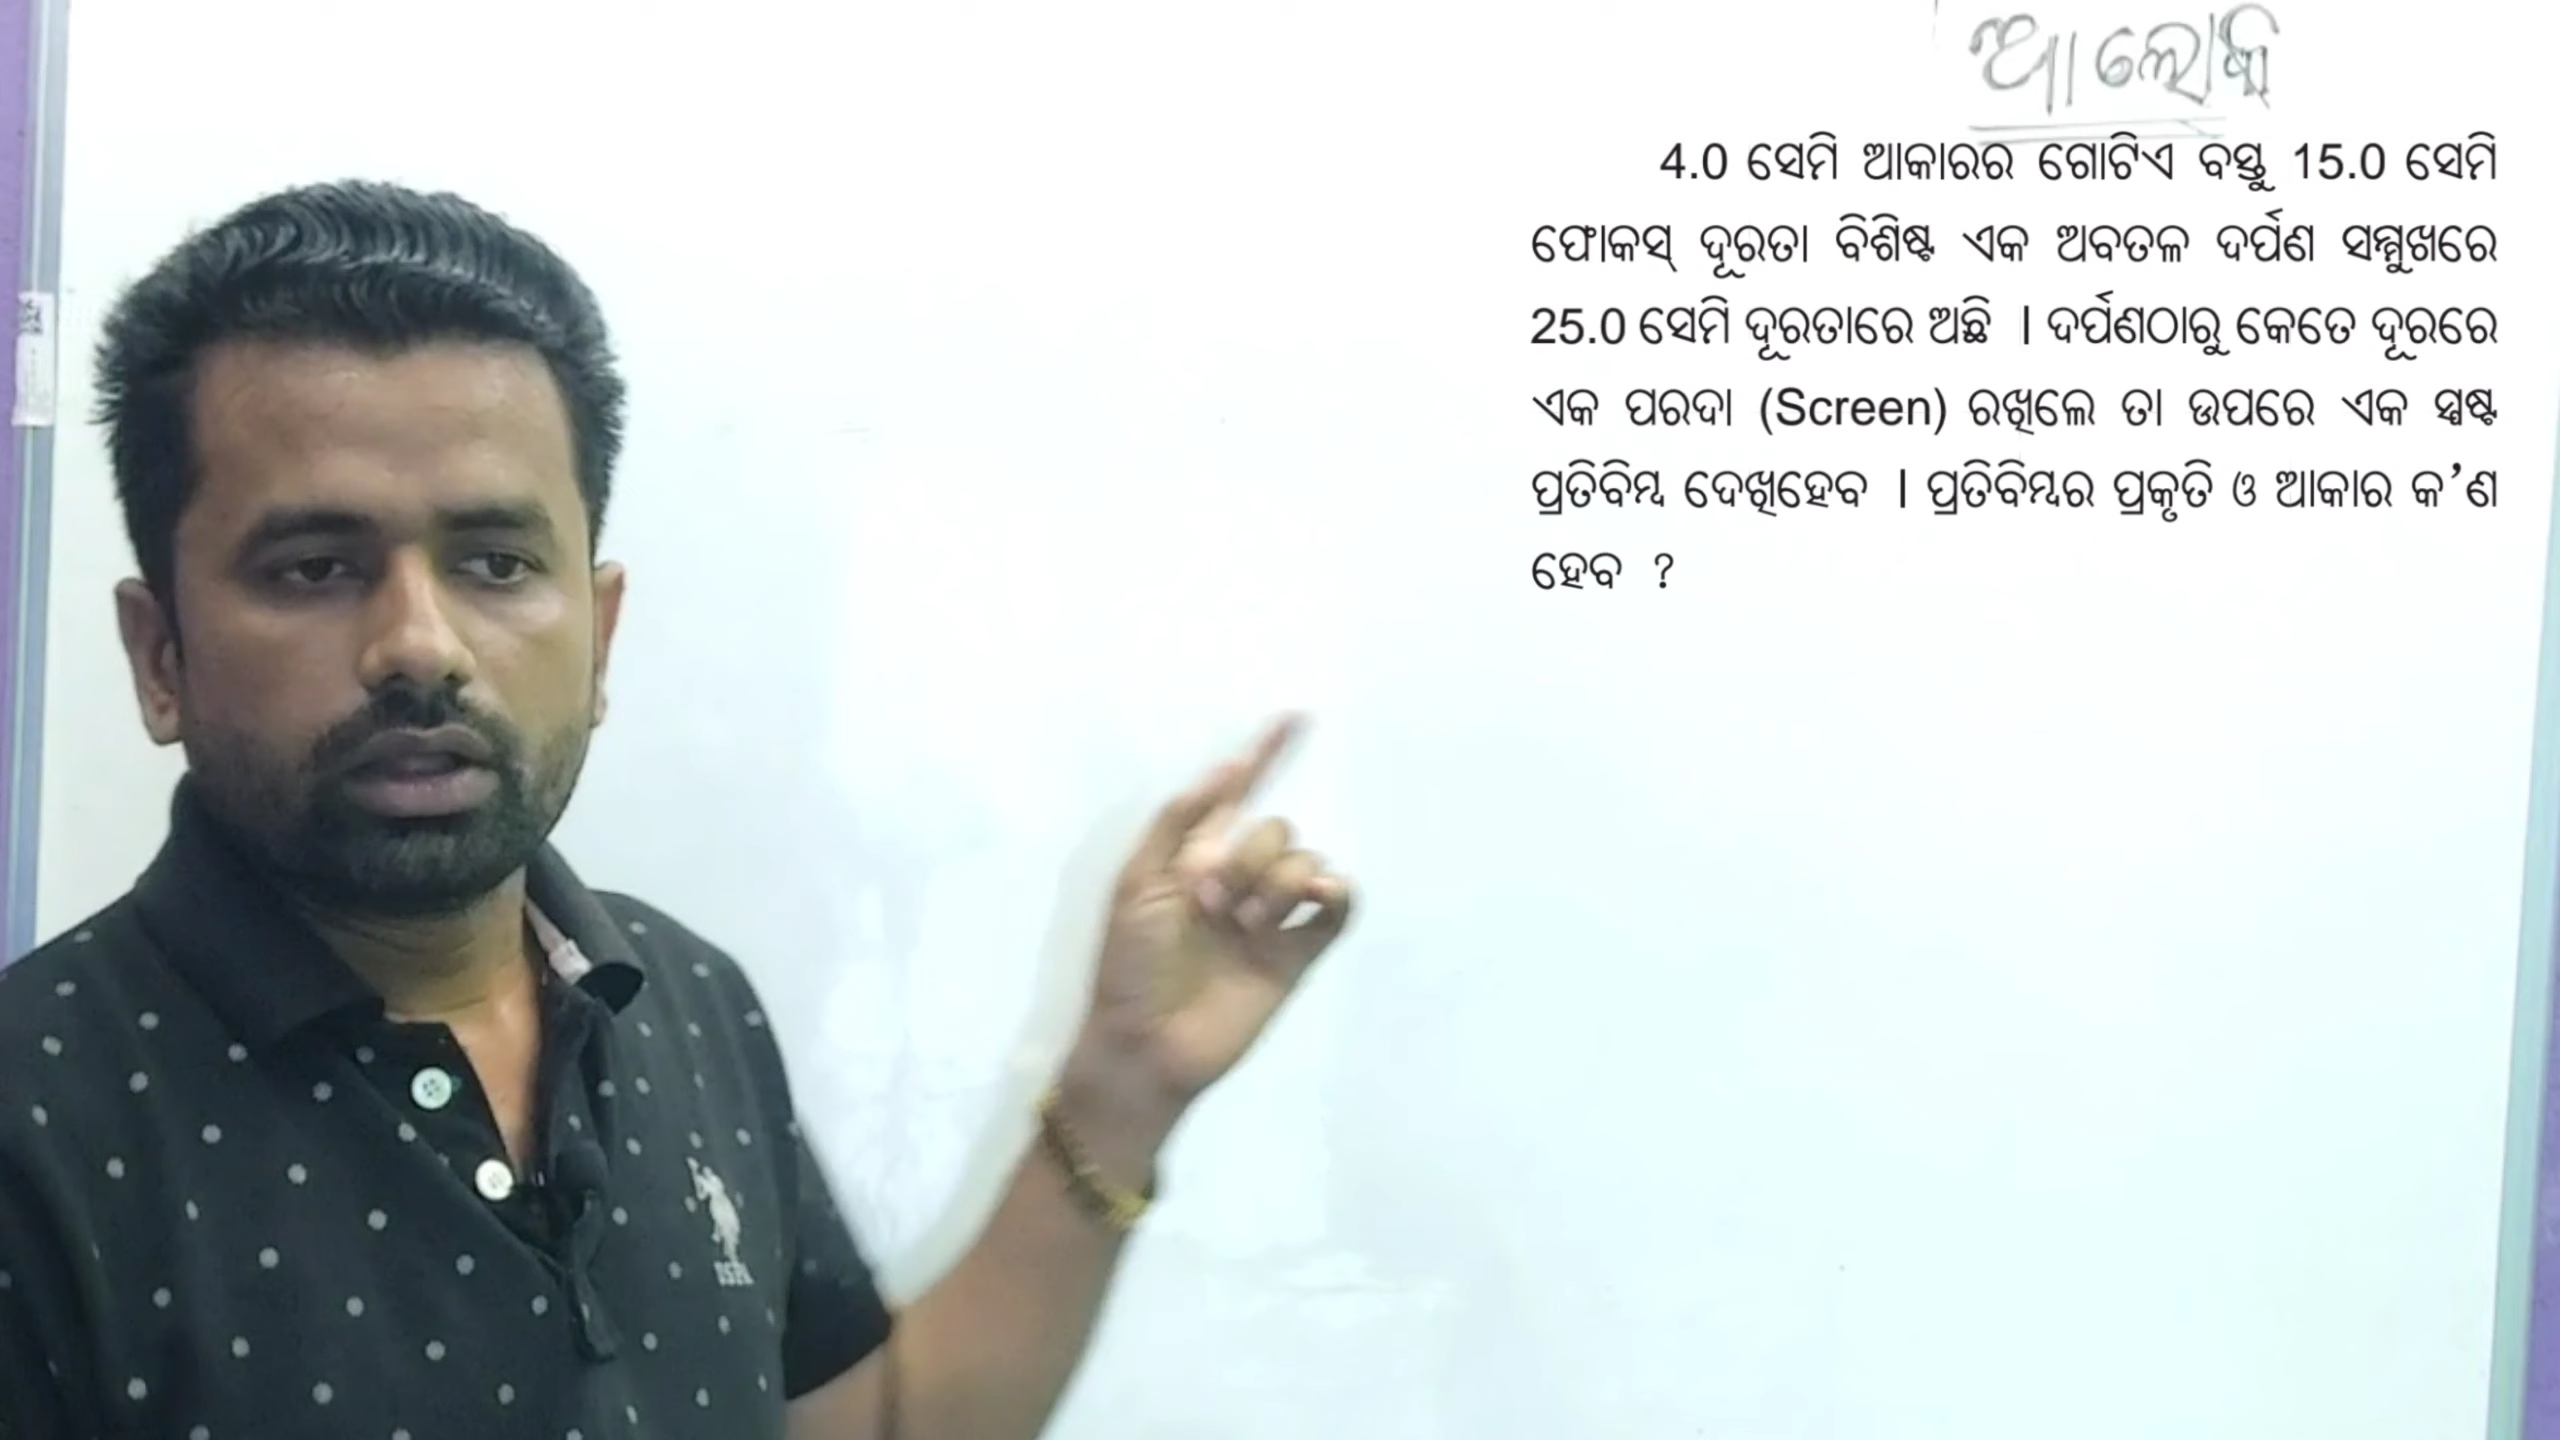 ଆଲୋକ
4.0 ସେମି ଆକାରର ଗୋଟିଏ ବସ୍ତୁ 15.0 ସେମି
ଫୋକସ୍ ଦୂରତା ବିଶିଷ୍ଟ ଏକ ଅବତଳ ଦର୍ପଣ ସମ୍ମୁଖରେ
25.0 ସେମି ଦୂରତାରେ ଅଛି । ଦର୍ପଣଠାରୁ କେତେ ଦୂରରେ
ଏକ ପରଦା (Screen) ରଖିଲେ ତା ଉପରେ ଏକ ସ୍ପଷ୍ଟ
ପ୍ରତିବିମ୍ବ ଦେଖିହେବ । ପ୍ରତିବିମ୍ବର ପ୍ରକୃତି ଓ ଆକାର କ’ଣ
ହେବ ?